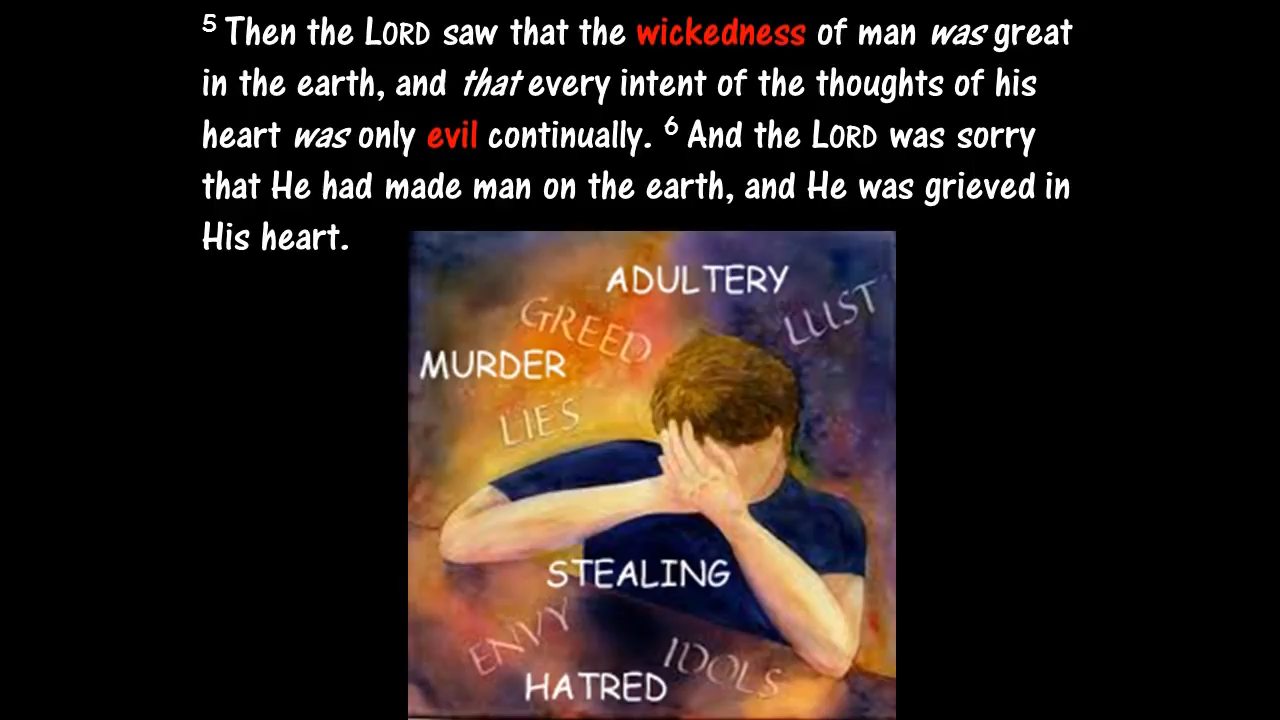 5 Then the LORD saw that the wickedness of man was great
in the earth, and that every intent of the thoughts of his
heart was only evil continually. 6 And the LORD was sorry
that He had made man on the earth, and He was grieved in
His heart.
ADULTERY
GREED
LUST
MURDER
LIES
STEALING
ENVY
IDOLS
HATRED